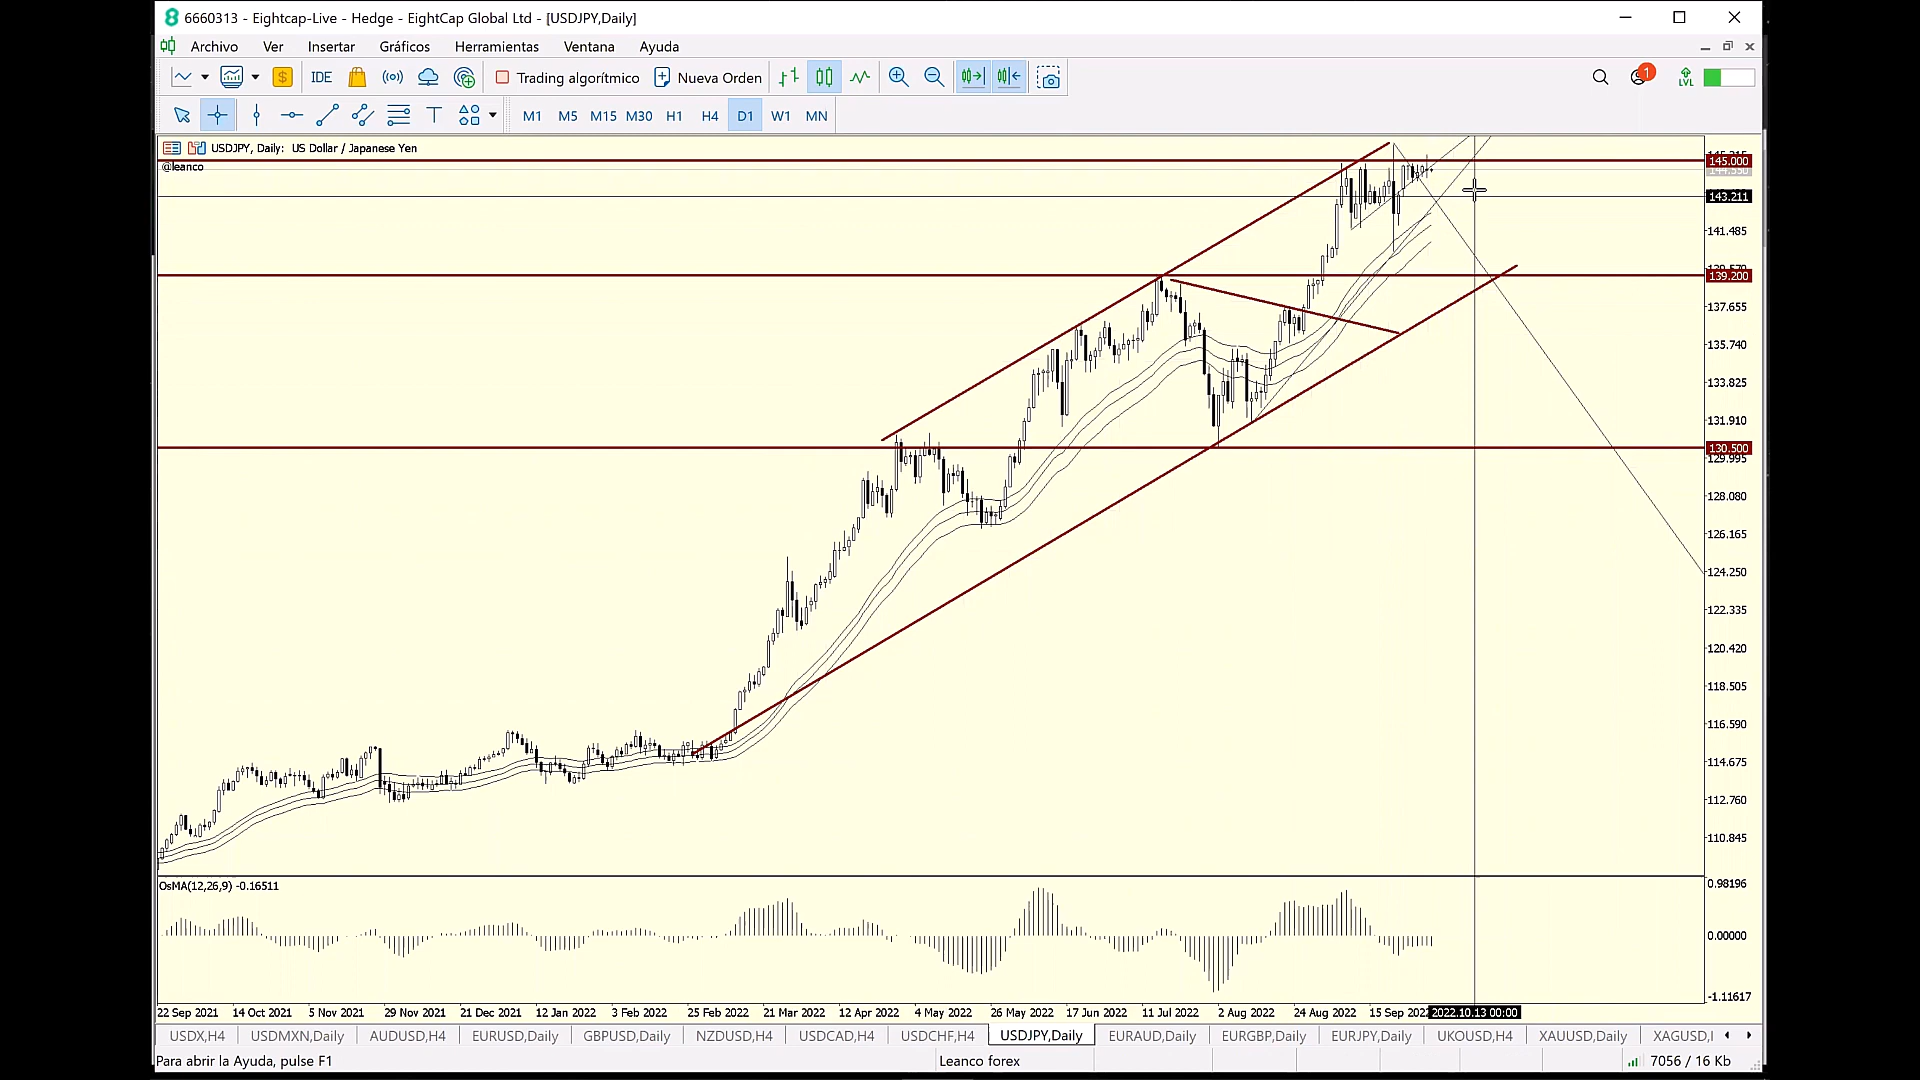 6660313 - Eightcap-Live - Hedge - EightCap Global Ltd - [USDJPY,Daily]
Archivo Ver Insertar Gráficos Herramientas Ventana Ayuda
IDE Trading algorítmico Nueva Orden 1 LVL
M1 M5 M15 M30 H1 H4 D1 W1 MN
USDJPY, Daily: US Dollar / Japanese Yen
@leanco
145.000
143.211
141.485
139.200
137.655
135.740
133.825
131.910
130.500
129.995
128.080
126.165
124.250
122.335
120.420
118.505
116.590
114.675
112.760
110.845
OsMA(12,26,9) -0.16511
0.98196
0.00000
-1.11617
22 Sep 2021 14 Oct 2021 5 Nov 2021 29 Nov 2021 21 Dec 2021 12 Jan 2022 3 Feb 2022 25 Feb 2022 21 Mar 2022 12 Apr 2022 4 May 2022 26 May 2022 17 Jun 2022 11 Jul 2022 2 Aug 2022 24 Aug 2022 15 Sep 2022 2022.10.13 00:00
USDX,H4 USDMXN,Daily AUDUSD,H4 EURUSD,Daily GBPUSD,Daily NZDUSD,H4 USDCAD,H4 USDCHF,H4 USDJPY,Daily EURAUD,Daily EURGBP,Daily EURJPY,Daily UKOUSD,H4 XAUUSD,Daily XAGUSD,
Para abrir la Ayuda, pulse F1 Leanco forex 7056 / 16 Kb